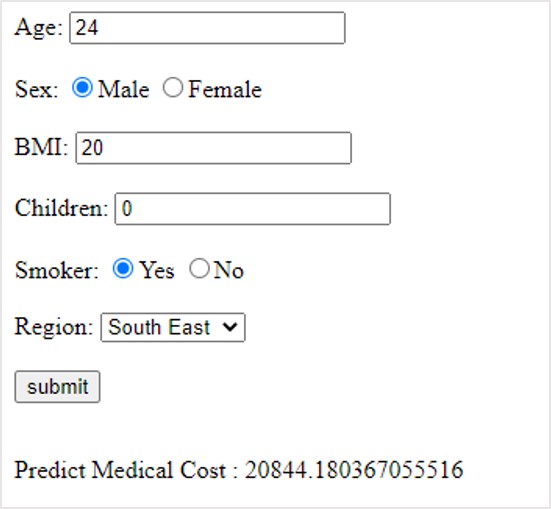 Age: 24
Sex: Male Female
BMI: 20
Children: 0
Smoker: Yes No
Region: South East
submit
Predict Medical Cost : 20844.180367055516